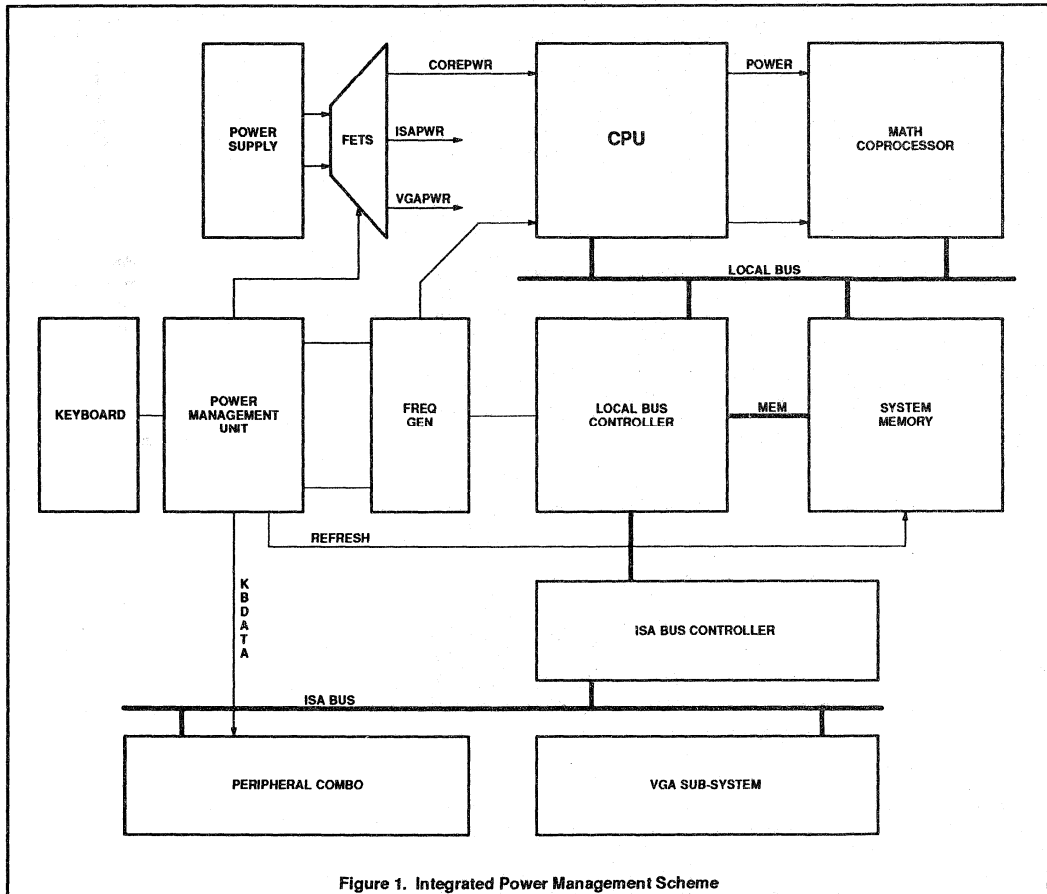 COREPWR
POWER
POWER
SUPPLY
FETS
ISAPWR
CPU
MATH
COPROCESSOR
VGAPWR
LOCAL BUS
KEYBOARD
POWER
MANAGEMENT
UNIT
FREQ
GEN
LOCAL BUS
CONTROLLER
MEM
SYSTEM
MEMORY
REFRESH
KBDATA
ISA BUS CONTROLLER
ISA BUS
PERIPHERAL COMBO
VGA SUB-SYSTEM
Figure 1. Integrated Power Management Scheme